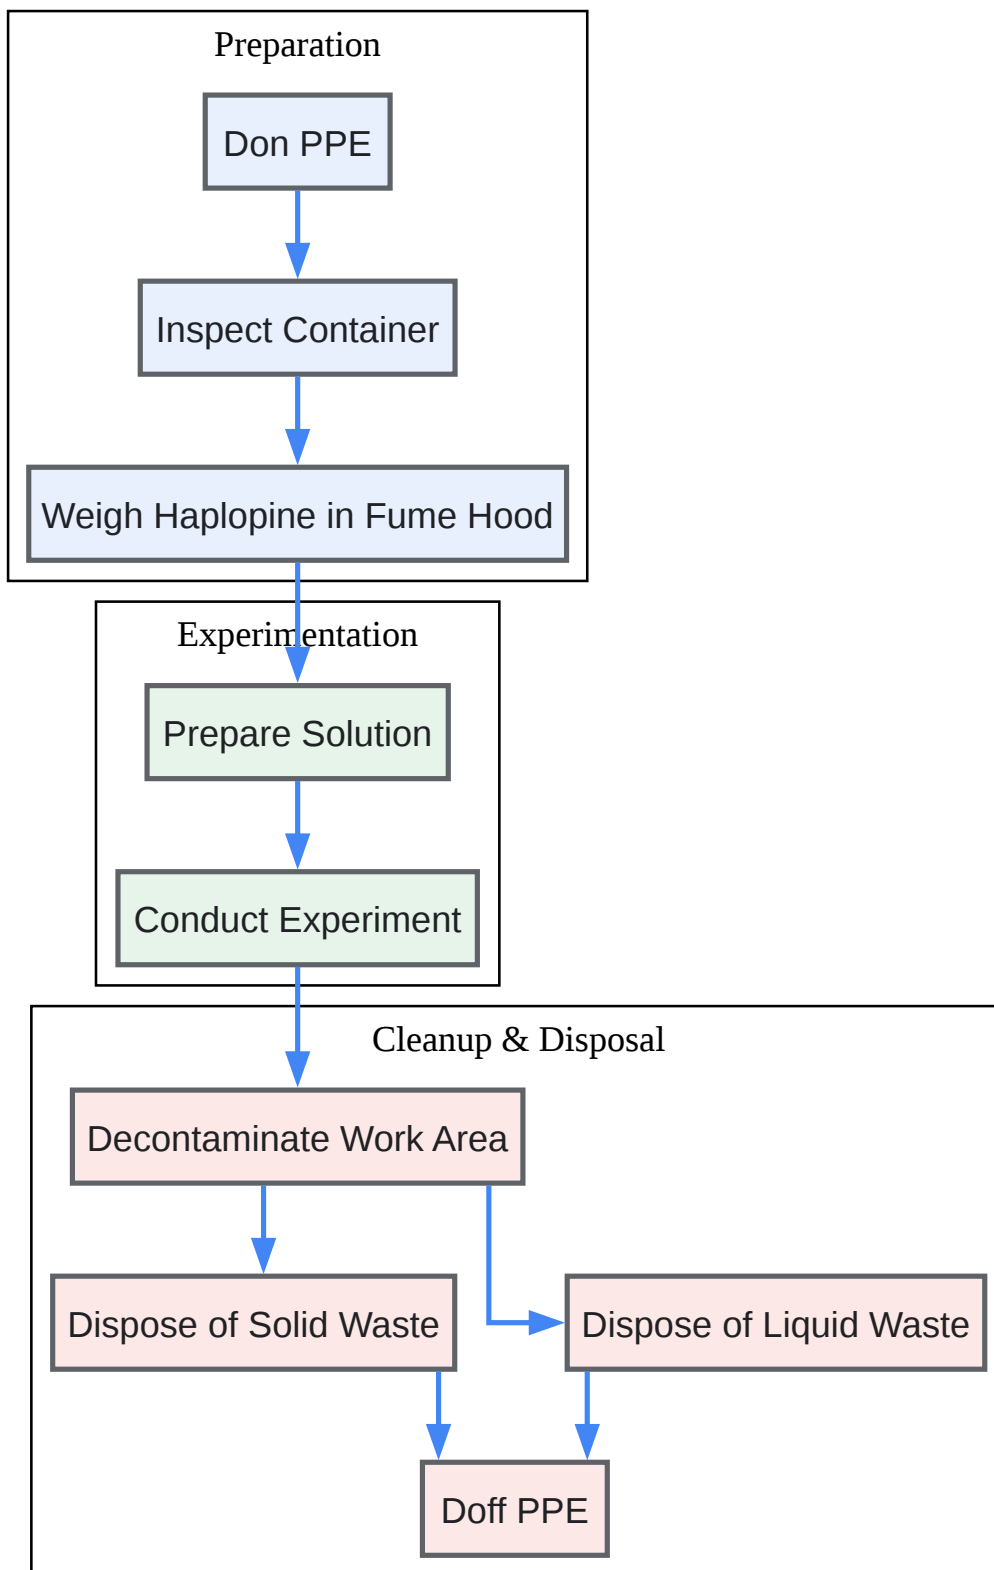 Preparation
Don PPE
Inspect Container
Weigh Haplopine in Fume Hood
Experimentation
Prepare Solution
Conduct Experiment
Cleanup & Disposal
Decontaminate Work Area
Dispose of Solid Waste
Dispose of Liquid Waste
Doff PPE